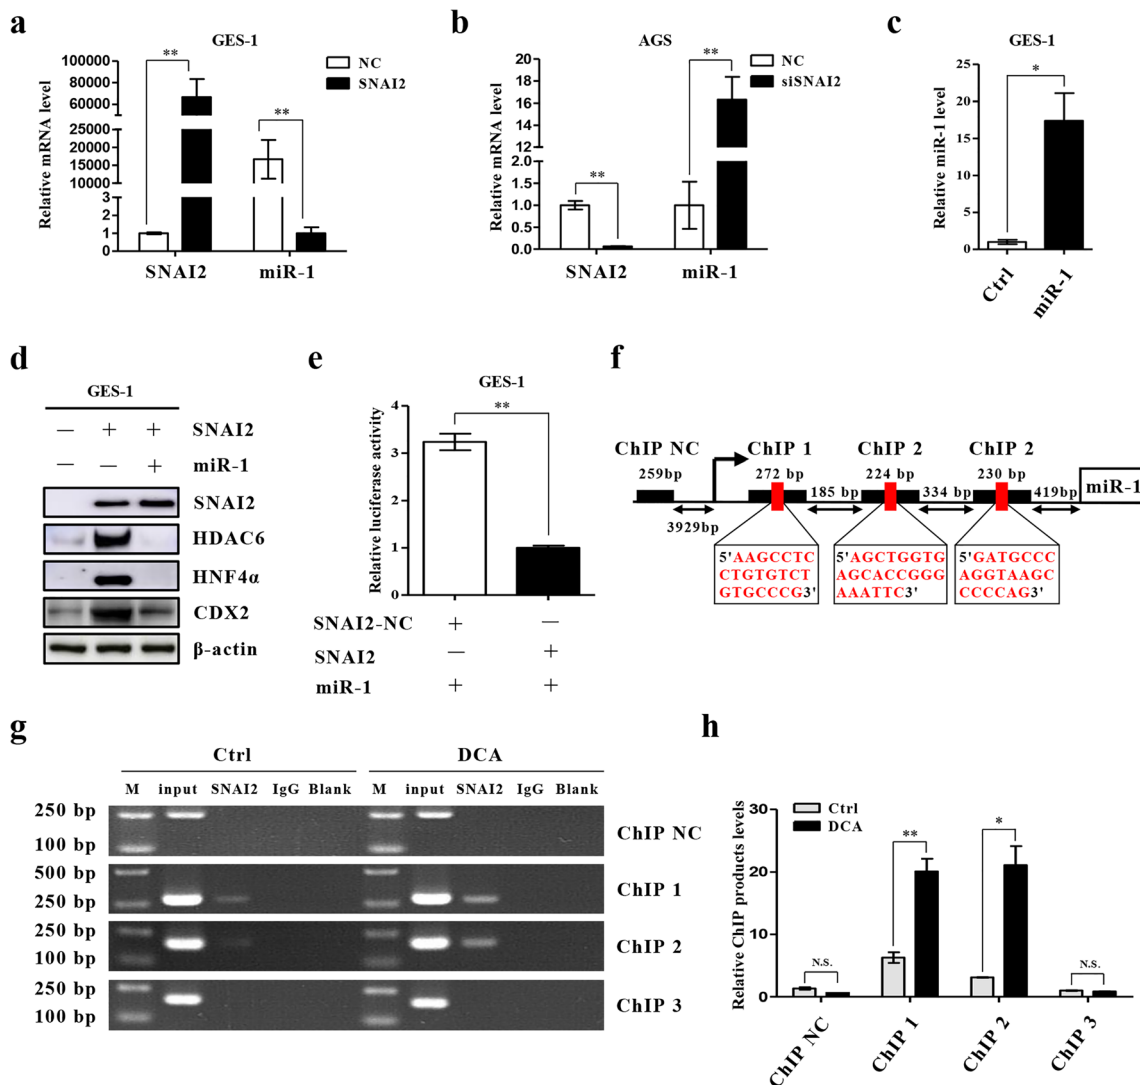 a
GES-1
Relative mRNA level
100000
80000
60000
40000
25000
20000
15000
10000
3
2
1
0
**
**
NC
SNAI2
SNAI2
miR-1
b
AGS
Relative mRNA level
20
18
16
14
12
10
2.0
1.5
1.0
0.5
0.0
**
**
NC
siSNAI2
SNAI2
miR-1
c
GES-1
Relative miR-1 level
25
20
15
10
5
0
*
Ctrl
miR-1
d
GES-1
— + + SNAI2
— — + miR-1
SNAI2
HDAC6
HNF4α
CDX2
β-actin
e
GES-1
Relative luciferase activity
4
3
2
1
0
**
SNAI2-NC + —
SNAI2 — +
miR-1 + +
f
ChIP NC ChIP 1 ChIP 2 ChIP 2
259bp 272 bp 224 bp 230 bp
185 bp 334 bp 419bp miR-1
3929bp
5'AAGCCTC
CTGTGTCT
GTGCCCG3'
5'AGCTGGTG
AGCACCGGG
AAATTC3'
5'GATGCCC
AGGTAAGC
CCCCAG3'
g
Ctrl DCA
M input SNAI2 IgG Blank M input SNAI2 IgG Blank
250 bp
100 bp
ChIP NC
500 bp
250 bp
ChIP 1
250 bp
100 bp
ChIP 2
250 bp
100 bp
ChIP 3
h
Relative ChIP products levels
30
20
10
0
Ctrl
DCA
N.S.
**
*
N.S.
ChIP NC
ChIP 1
ChIP 2
ChIP 3